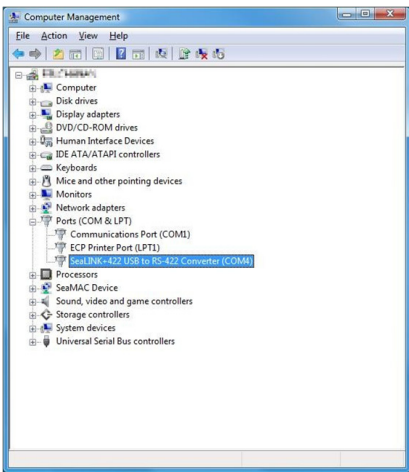 Computer Management
File Action View Help
Computer
Disk drives
Display adapters
DVD/CD-ROM drives
Human Interface Devices
IDE ATA/ATAPI controllers
Keyboards
Mice and other pointing devices
Monitors
Network adapters
Ports (COM & LPT)
Communications Port (COM1)
ECP Printer Port (LPT1)
SeaLINK+422 USB to RS-422 Converter (COM4)
Processors
SeaMAC Device
Sound, video and game controllers
Storage controllers
System devices
Universal Serial Bus controllers